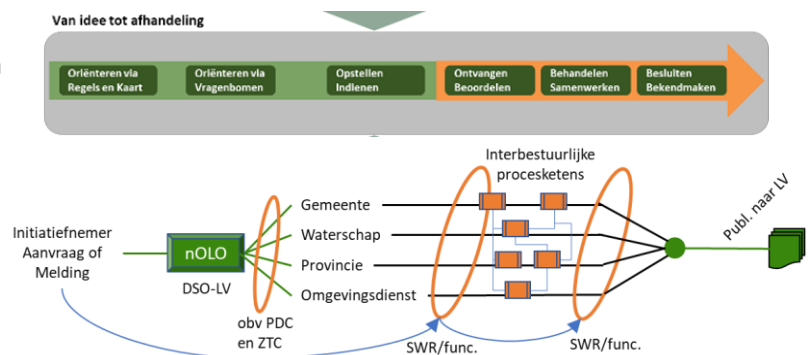 Van idee tot afhandeling
Oriënteren via
Regels en Kaart
Oriënteren via
Vragenbomen
Opstellen
Indienen
Ontvangen
Beoordelen
Behandelen
Samenwerken
Besluiten
Bekendmaken
Interbestuurlijke
procesketens
Initiatiefnemer
Aanvraag of
Melding
nOLO
DSO-LV
obv PDC
en ZTC
Gemeente
Waterschap
Provincie
Omgevingsdienst
SWR/func.
SWR/func.
Publ. naar LV